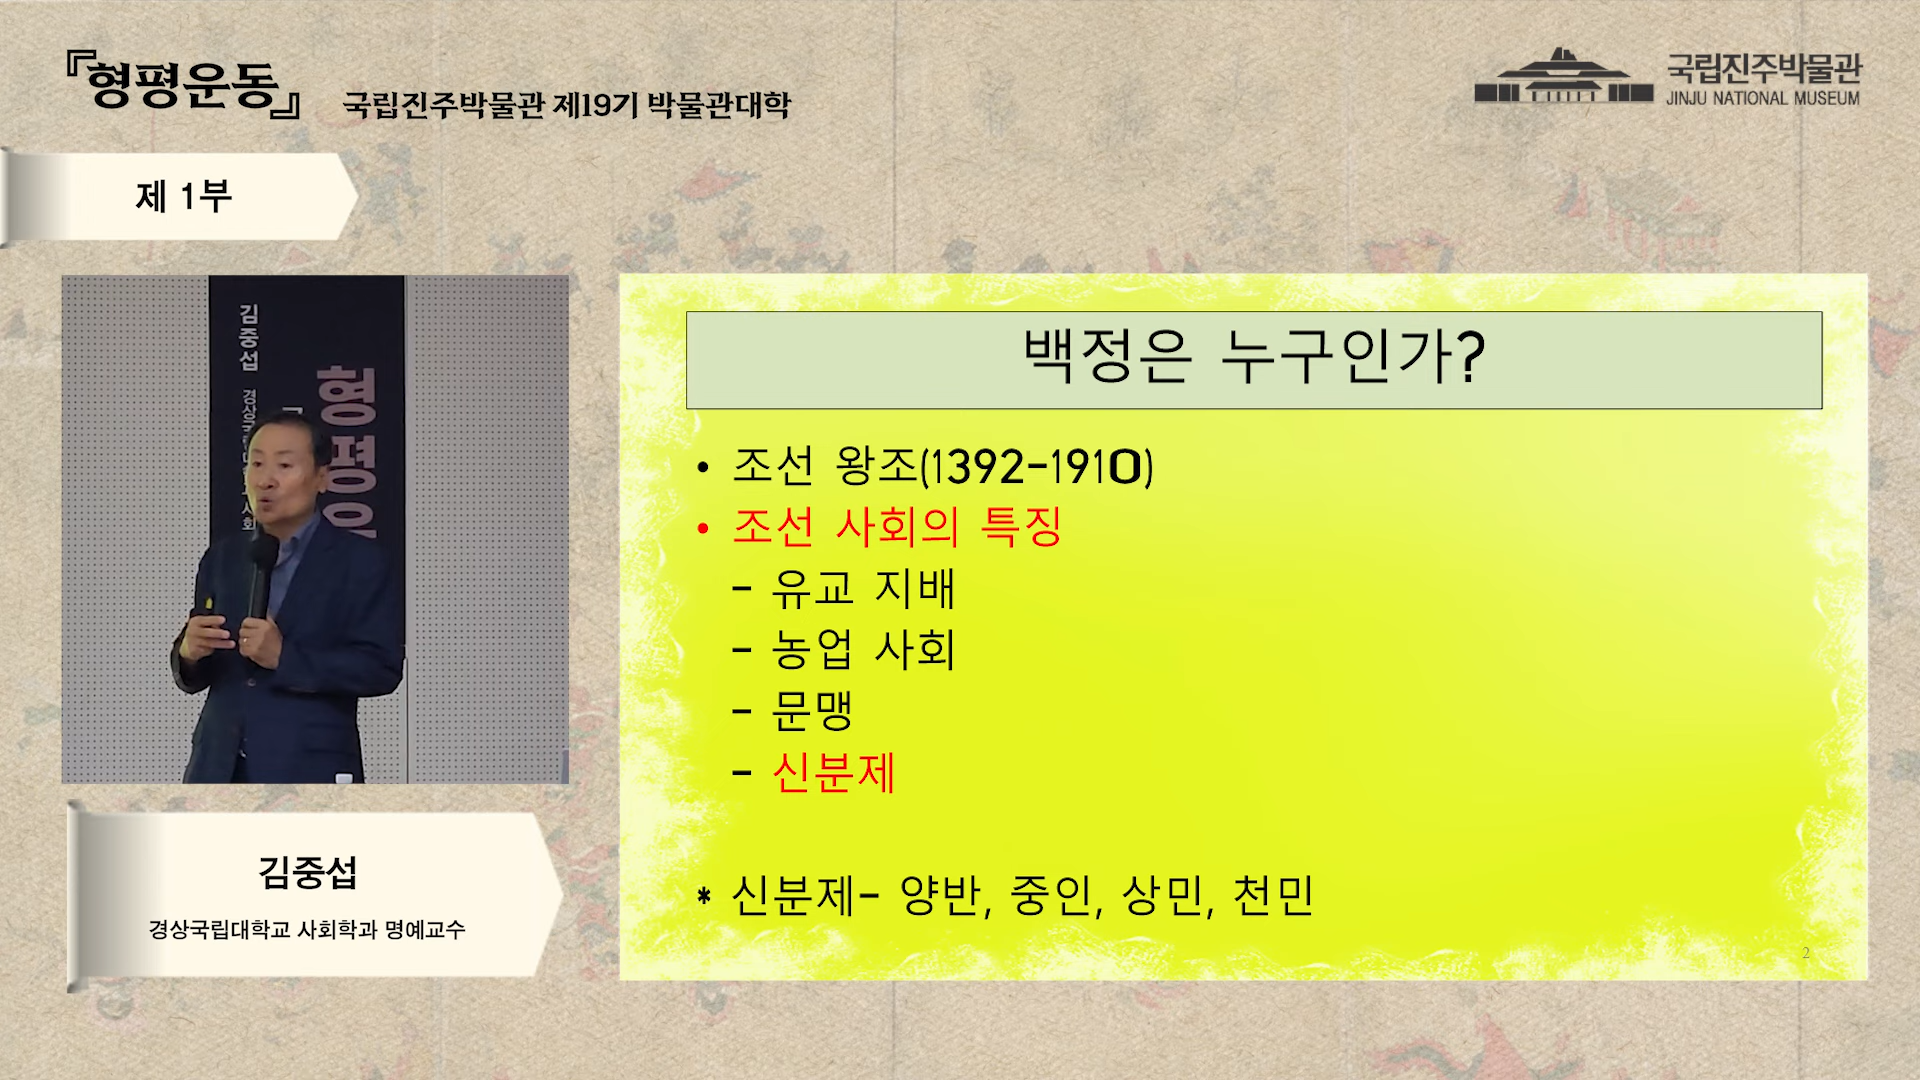 『형평운동』
국립진주박물관 제19기 박물관대학
국립진주박물관
JINJU NATIONAL MUSEUM
제 1부
김중섭
형평운
김중섭
경상국립대학교 사회학과 명예교수
백정은 누구인가?
• 조선 왕조(1392-1910)
• 조선 사회의 특징
- 유교 지배
- 농업 사회
- 문맹
- 신분제
* 신분제- 양반, 중인, 상민, 천민
2